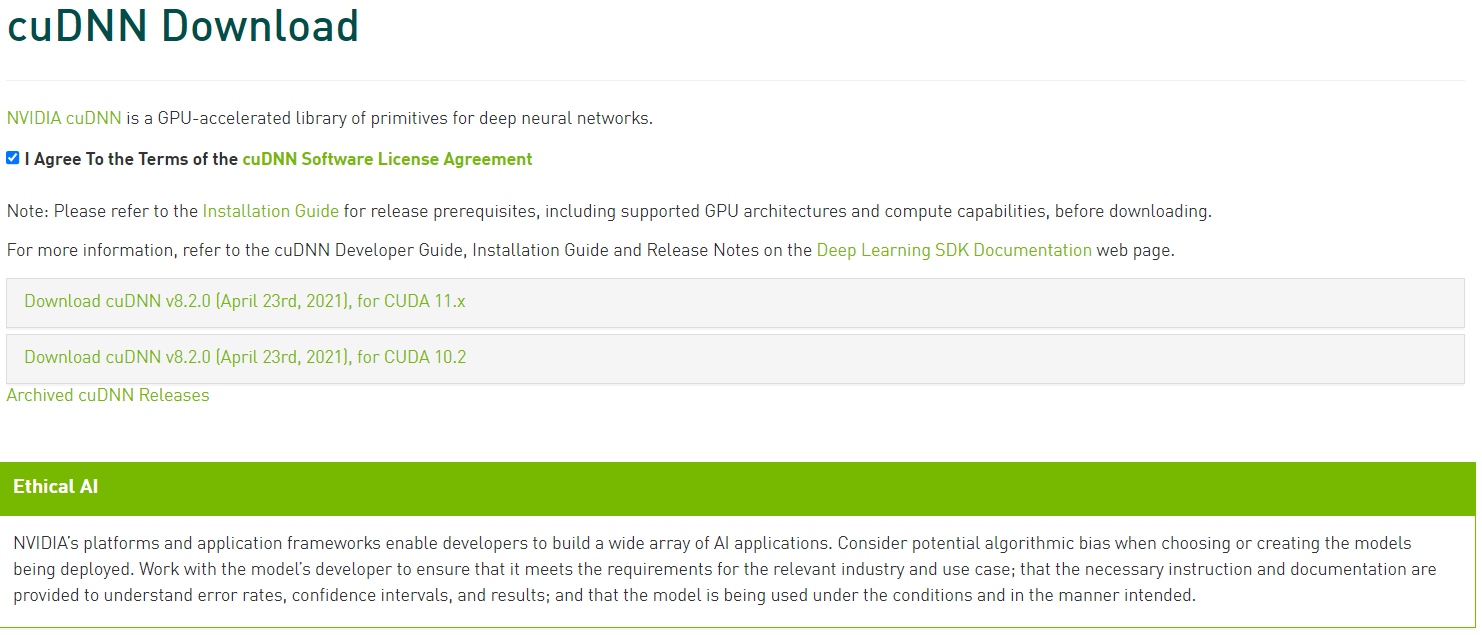 cuDNN Download
NVIDIA cuDNN is a GPU-accelerated library of primitives for deep neural networks.
I Agree To the Terms of the cuDNN Software License Agreement
Note: Please refer to the Installation Guide for release prerequisites, including supported GPU architectures and compute capabilities, before downloading.
For more information, refer to the cuDNN Developer Guide, Installation Guide and Release Notes on the Deep Learning SDK Documentation web page.
Download cuDNN v8.2.0 (April 23rd, 2021), for CUDA 11.x
Download cuDNN v8.2.0 (April 23rd, 2021), for CUDA 10.2
Archived cuDNN Releases
Ethical AI
NVIDIA's platforms and application frameworks enable developers to build a wide array of AI applications. Consider potential algorithmic bias when choosing or creating the models
being deployed. Work with the model's developer to ensure that it meets the requirements for the relevant industry and use case; that the necessary instruction and documentation are
provided to understand error rates, confidence intervals, and results; and that the model is being used under the conditions and in the manner intended.